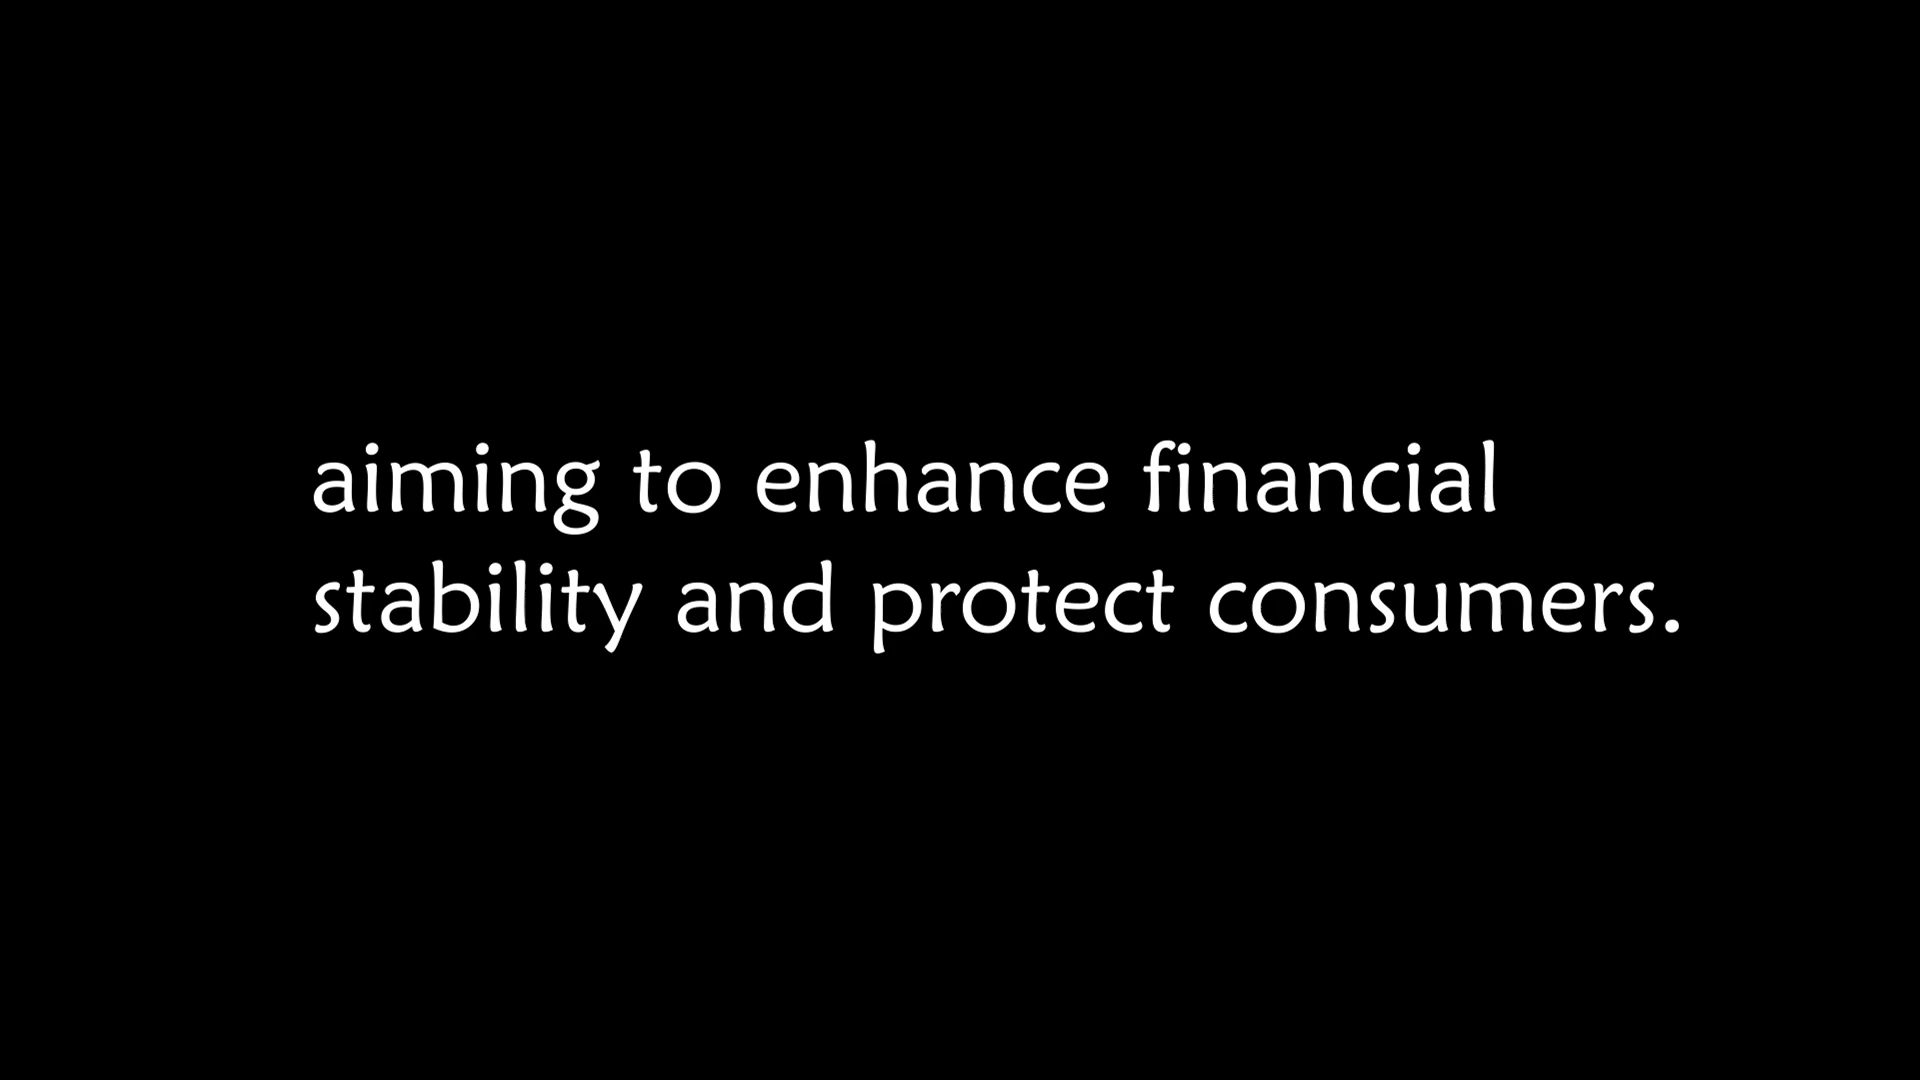 aiming to enhance financial
stability and protect consumers.